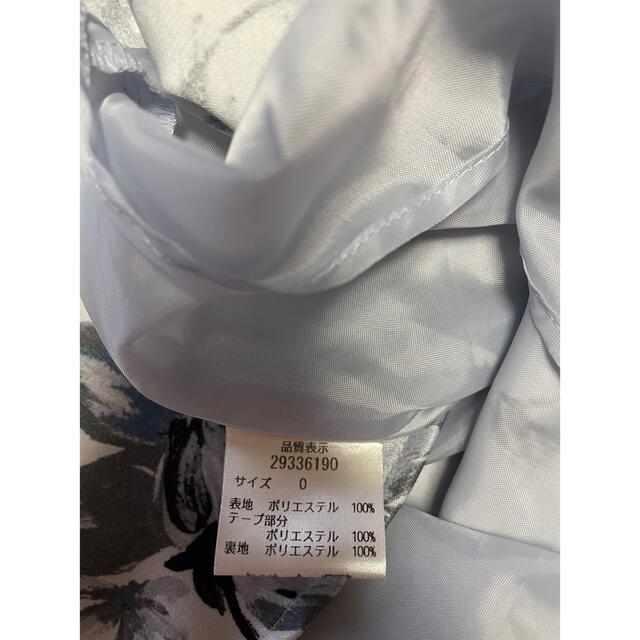 品質表示
29336190
サイズ 0
表地 ポリエステル 100%
テープ部分
ポリエステル 100%
裏地 ポリエステル 100%